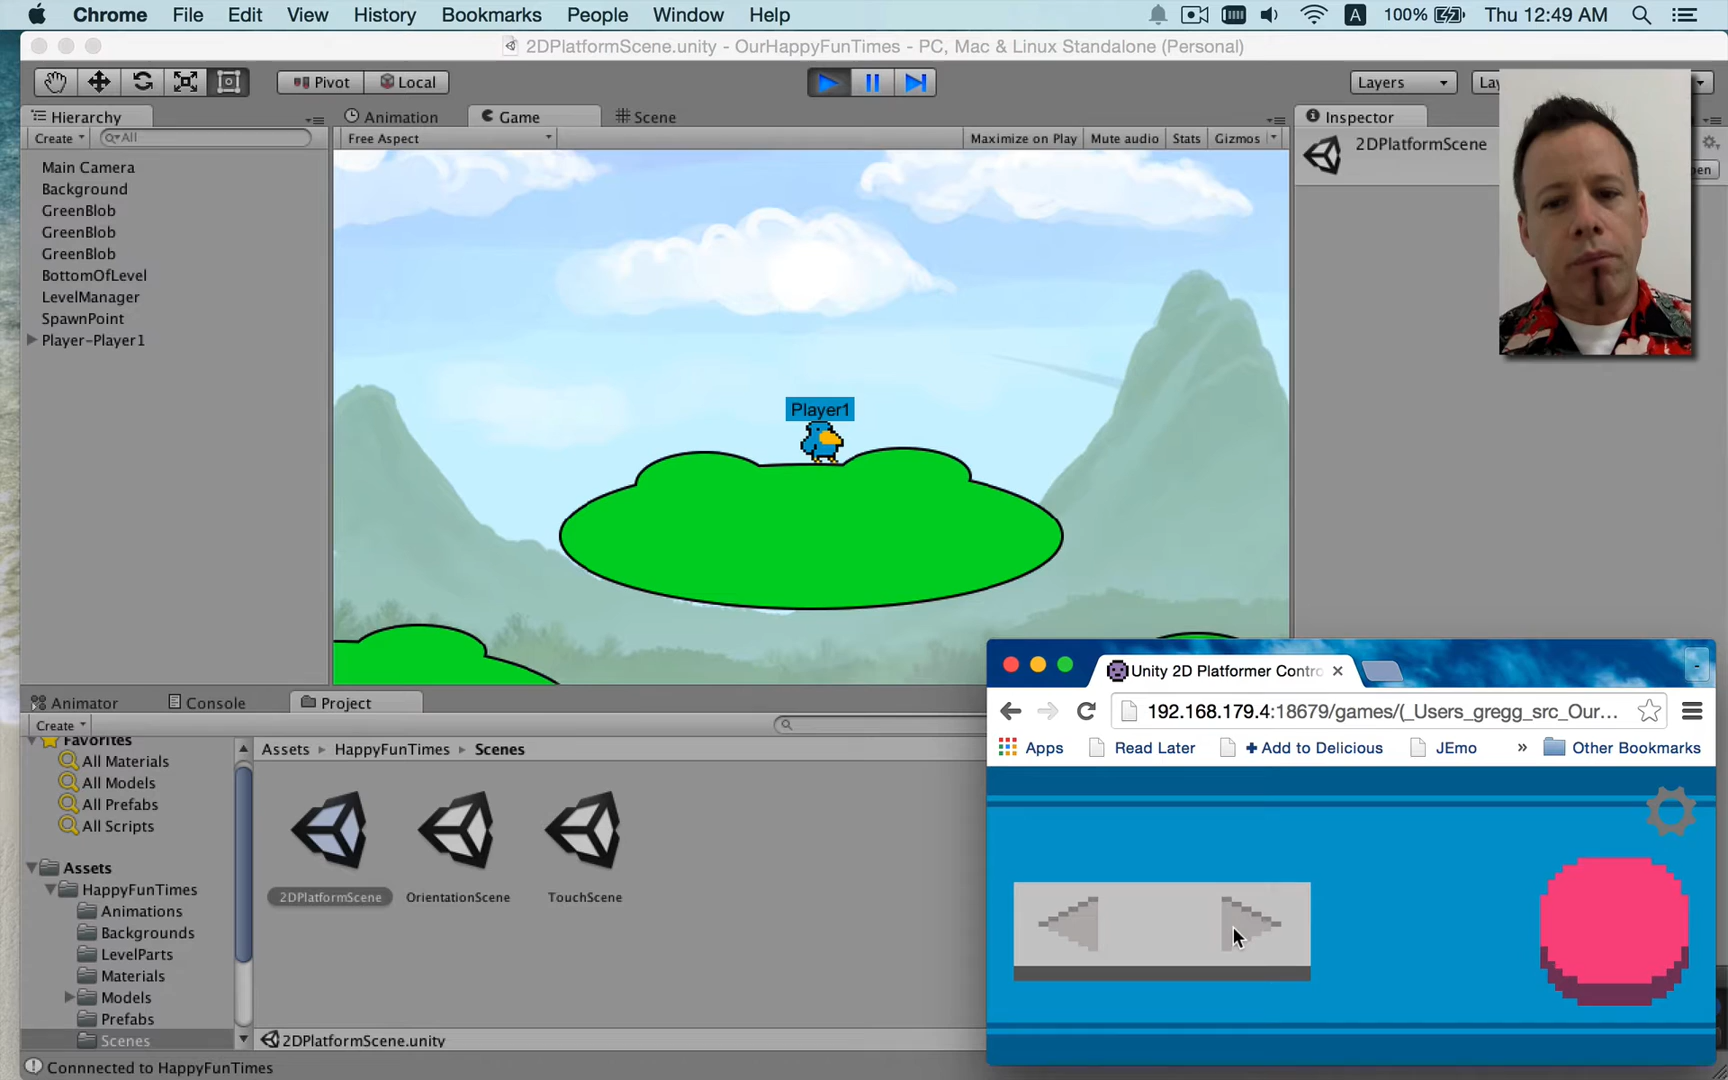 Chrome File Edit View History Bookmarks People Window Help 100% Thu 12:49 AM
2DPlatformScene.unity - OurHappyFunTimes - PC, Mac & Linux Standalone (Personal)
Pivot Local Layers
Hierarchy
Create All
Main Camera
Background
GreenBlob
GreenBlob
GreenBlob
BottomOfLevel
LevelManager
SpawnPoint
Player-Player1
Animation Game Scene
Free Aspect Maximize on Play Mute audio Stats Gizmos
Player1
Inspector
2DPlatformScene
Animator Console Project
Create
Favorites
All Materials
All Models
All Prefabs
All Scripts
Assets
HappyFunTimes
Animations
Backgrounds
LevelParts
Materials
Models
Prefabs
Scenes
Assets HappyFunTimes Scenes
2DPlatformScene OrientationScene TouchScene
2DPlatformScene.unity
Connnected to HappyFunTimes
Unity 2D Platformer Contro
192.168.179.4:18679/games/(_Users_gregg_src_Our...
Apps Read Later + Add to Delicious JEmo » Other Bookmarks